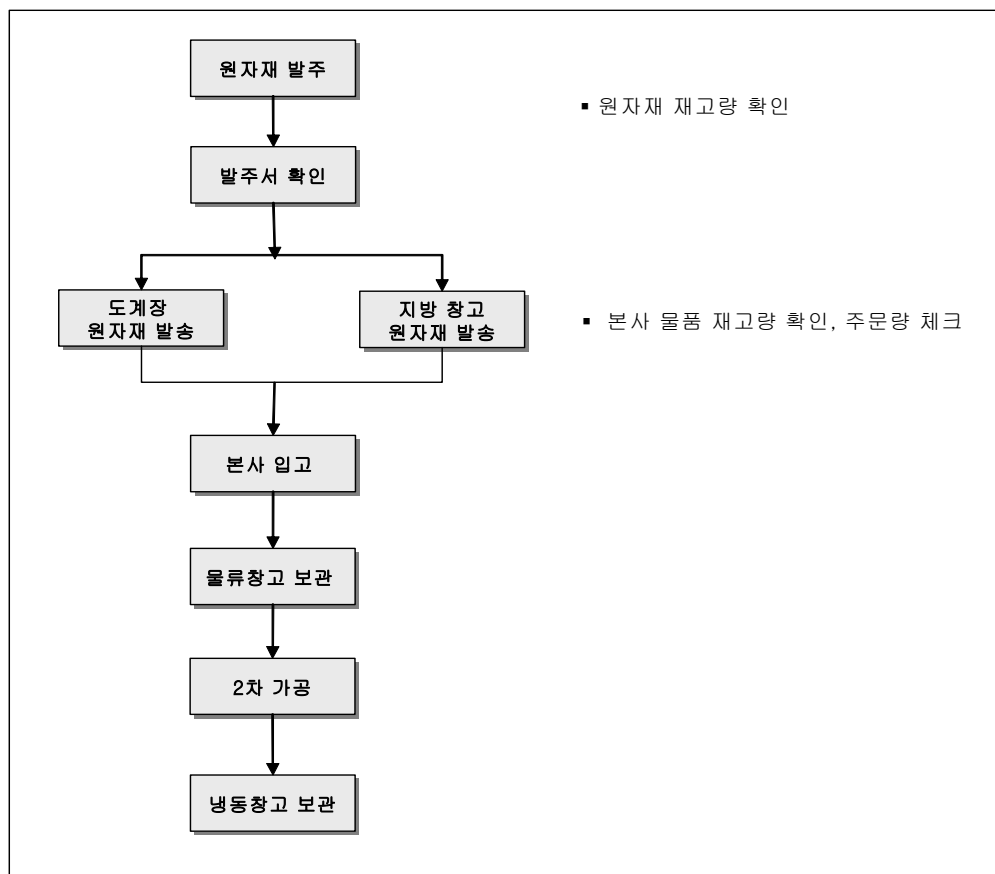 원자재 발주
▪ 원자재 재고량 확인
발주서 확인
도계장
원자재 발송
지방 창고
원자재 발송
▪ 본사 물품 재고량 확인, 주문량 체크
본사 입고
물류창고 보관
2차 가공
냉동창고 보관